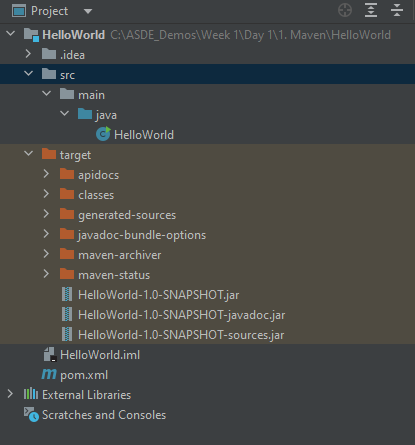 Project
HelloWorld C:\ASDE_Demos\Week 1\Day 1\1. Maven\HelloWorld
.idea
src
main
java
HelloWorld
target
apidocs
classes
generated-sources
javadoc-bundle-options
maven-archiver
maven-status
HelloWorld-1.0-SNAPSHOT.jar
HelloWorld-1.0-SNAPSHOT-javadoc.jar
HelloWorld-1.0-SNAPSHOT-sources.jar
HelloWorld.iml
m pom.xml
External Libraries
Scratches and Consoles